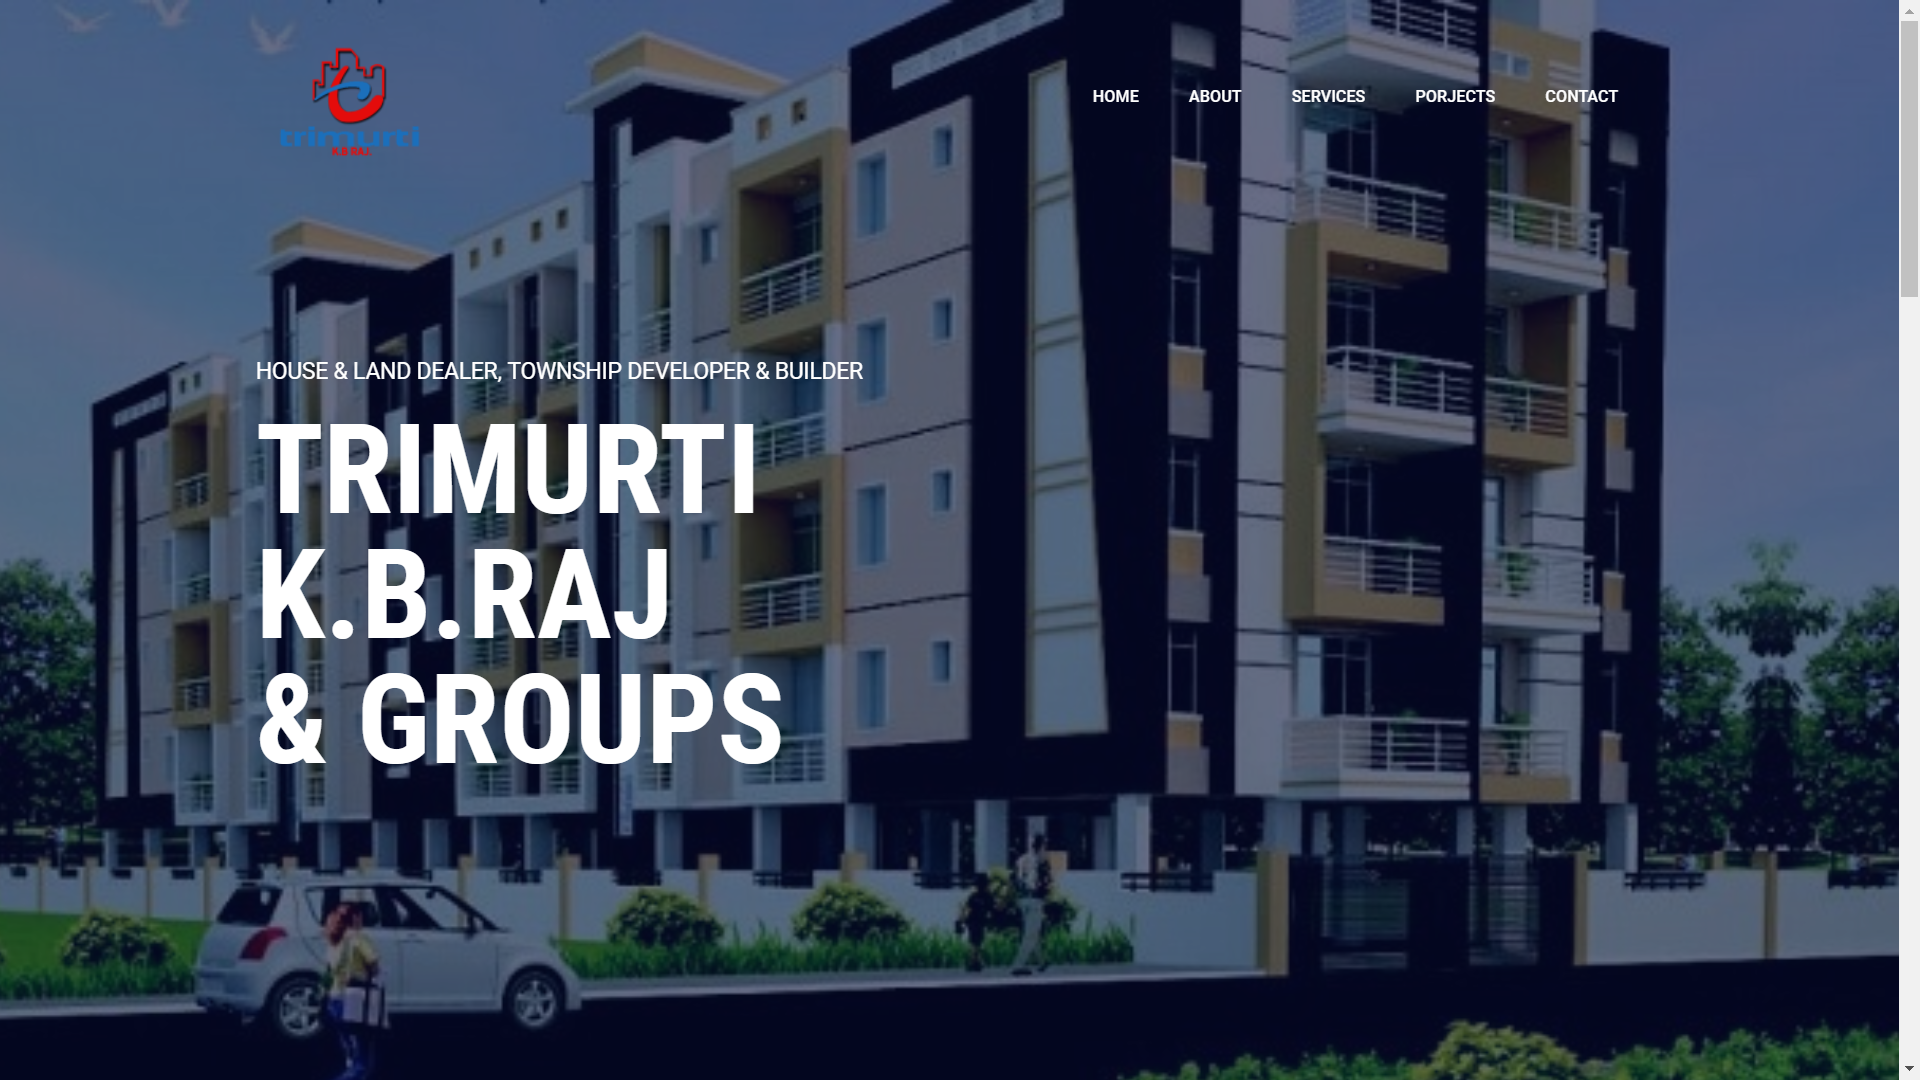 trimurti
K.B.RAJ
HOME ABOUT SERVICES PORJECTS CONTACT
HOUSE & LAND DEALER, TOWNSHIP DEVELOPER & BUILDER
TRIMURTI
K.B.RAJ
& GROUPS